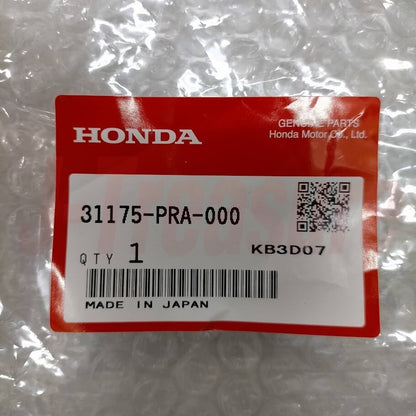 GENUINE PARTS
HONDA
Honda Motor Co., Ltd.
31175-PRA-000
QTY 1
KB3D07
MADE IN JAPAN